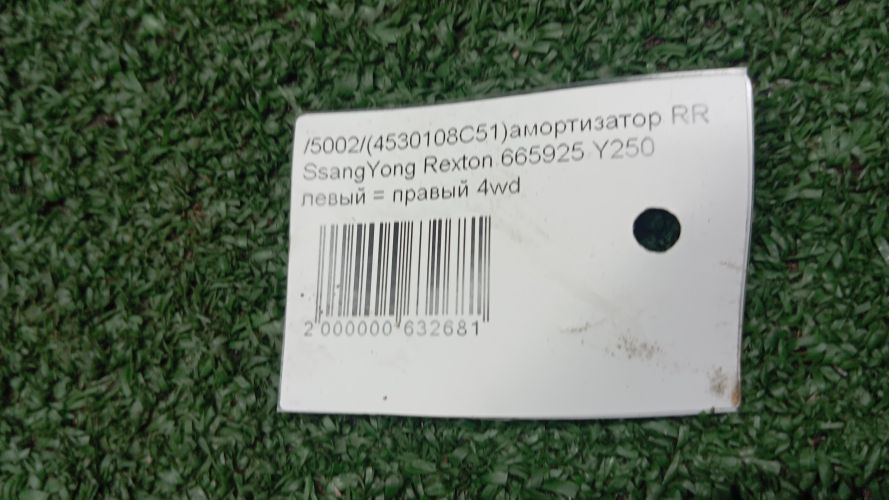 /5002/(4530108C51)амортизатор RR
SsangYong Rexton 665925 Y250
левый = правый 4wd
2 000000 632681